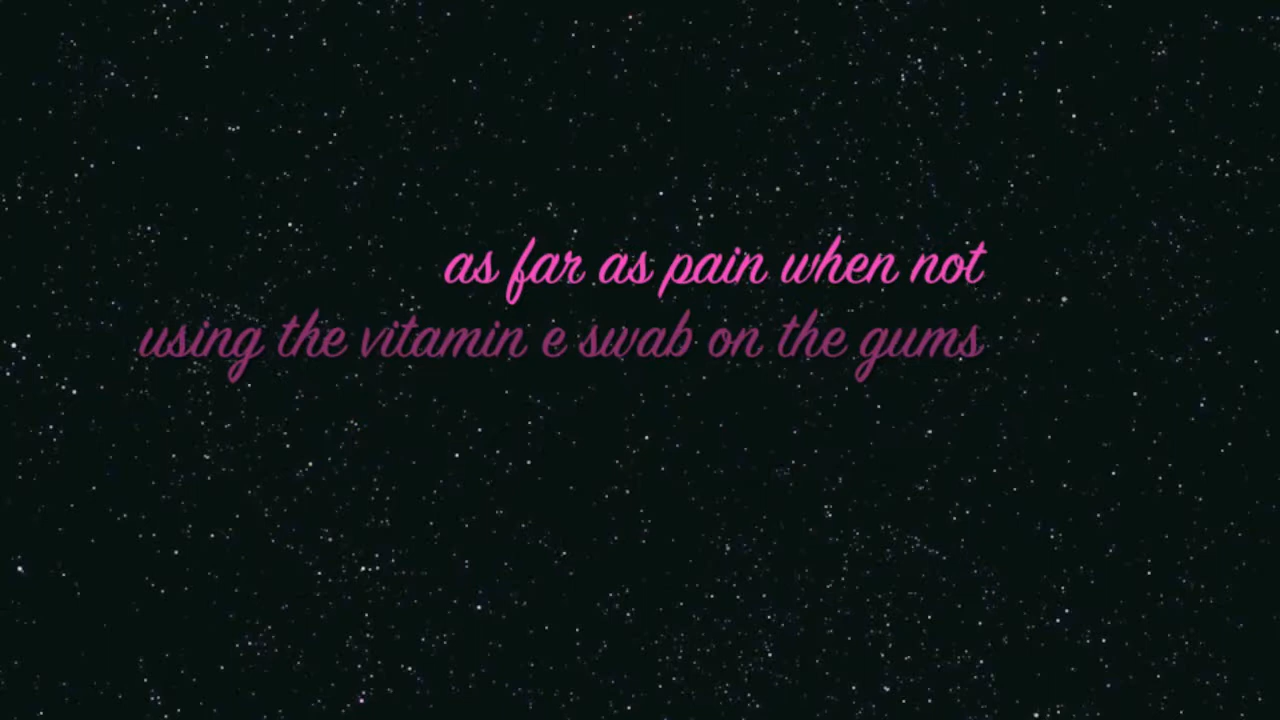 as far as pain when not
using the vitamin e swab on the gums